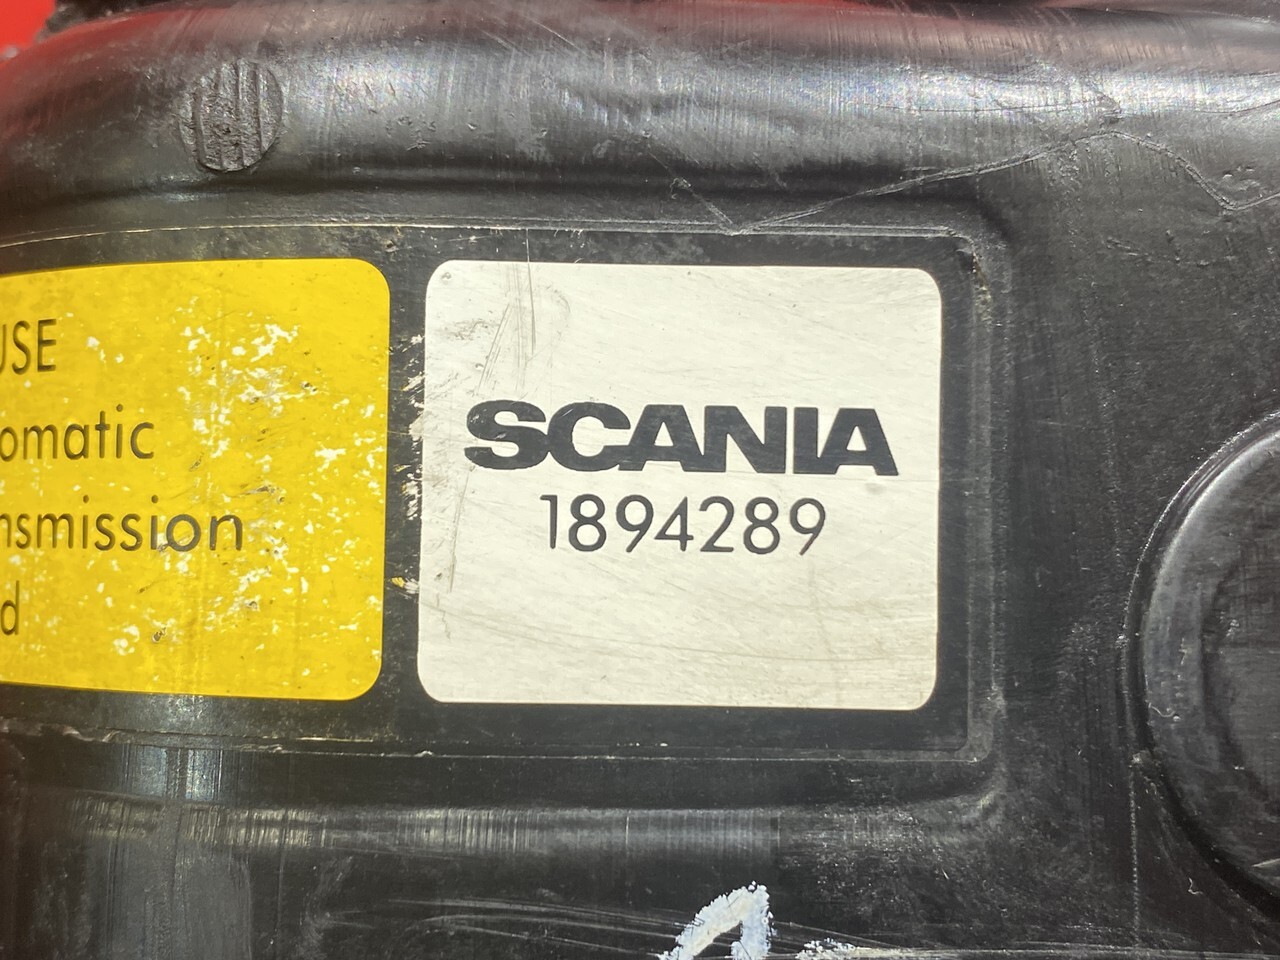 USE
omatic
nsmission
d
SCANIA
1894289